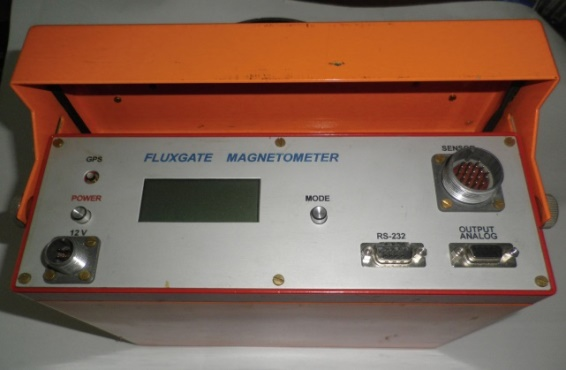 FLUXGATE MAGNETOMETER
SENSOR
GPS
POWER
MODE
12 V
RS-232
OUTPUT
ANALOG